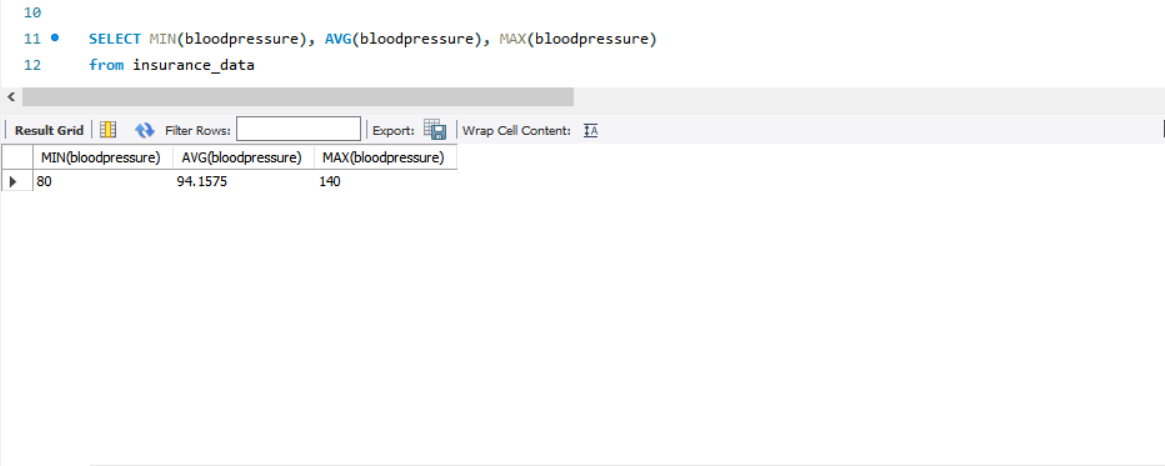 10
11 SELECT MIN(bloodpressure), AVG(bloodpressure), MAX(bloodpressure)
12 from insurance_data
Result Grid Filter Rows: Export: Wrap Cell Content: IA
MIN(bloodpressure) AVG(bloodpressure) MAX(bloodpressure)
80 94.1575 140